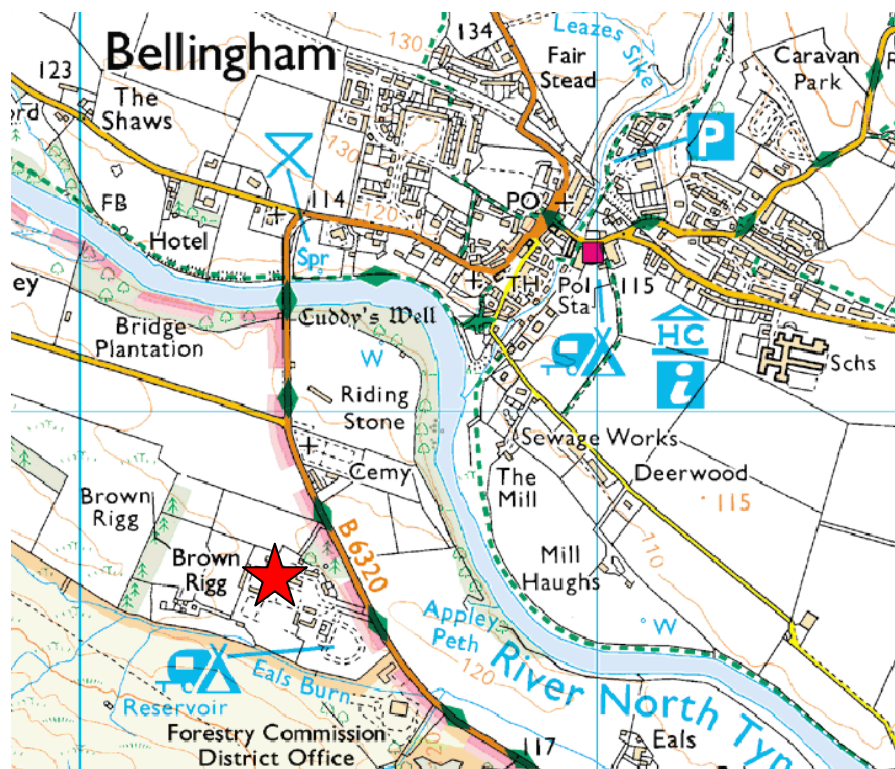 134
Leazes
Sike
130
Bellingham
130
Fair
Stead
Caravan
Park
R
123
The
Shaws
ord
P
130
PO
FB
114
120
Hotel
Spr
TH
Pol
Sta
115
ey
Bridge
Plantation
Cuddy's Well
W
HC
i
Schs
Riding
Stone
Sewage Works
Cemy
The
Mill
Deerwood
115
Brown
Rigg
B 6320
110
Brown
Rigg
Mill
Haughs
Appley
Peth
W
120
River North Tyn
Eals Burn
Reservoir
Forestry Commission
District Office
117
Eals